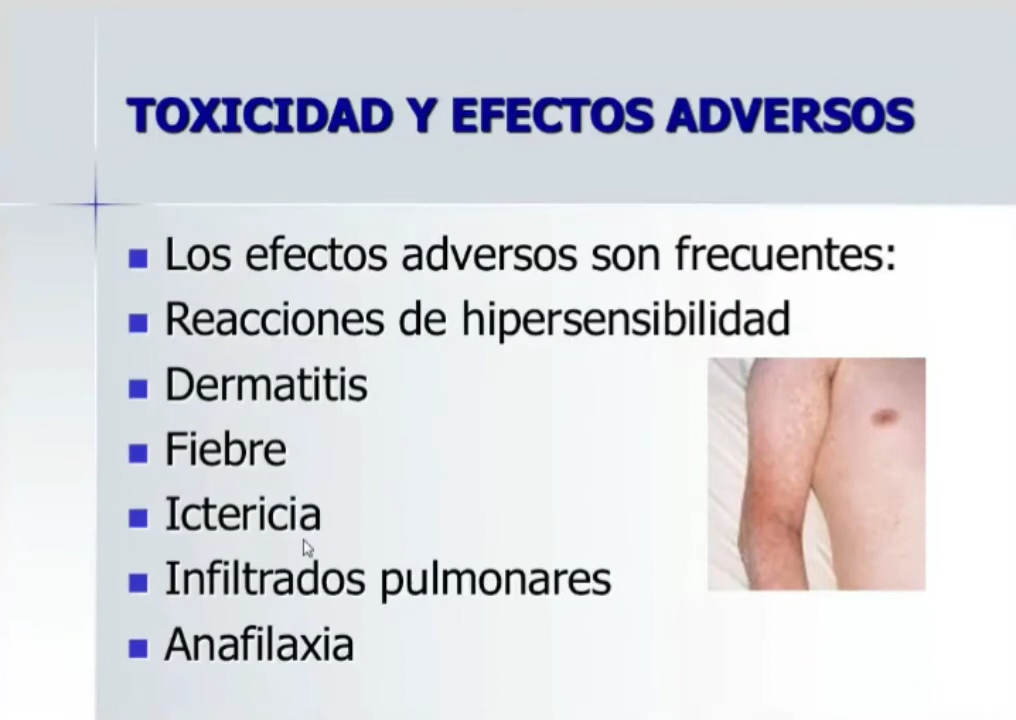 TOXICIDAD Y EFECTOS ADVERSOS
Los efectos adversos son frecuentes:
Reacciones de hipersensibilidad
Dermatitis
Fiebre
Ictericia
Infiltrados pulmonares
Anafilaxia